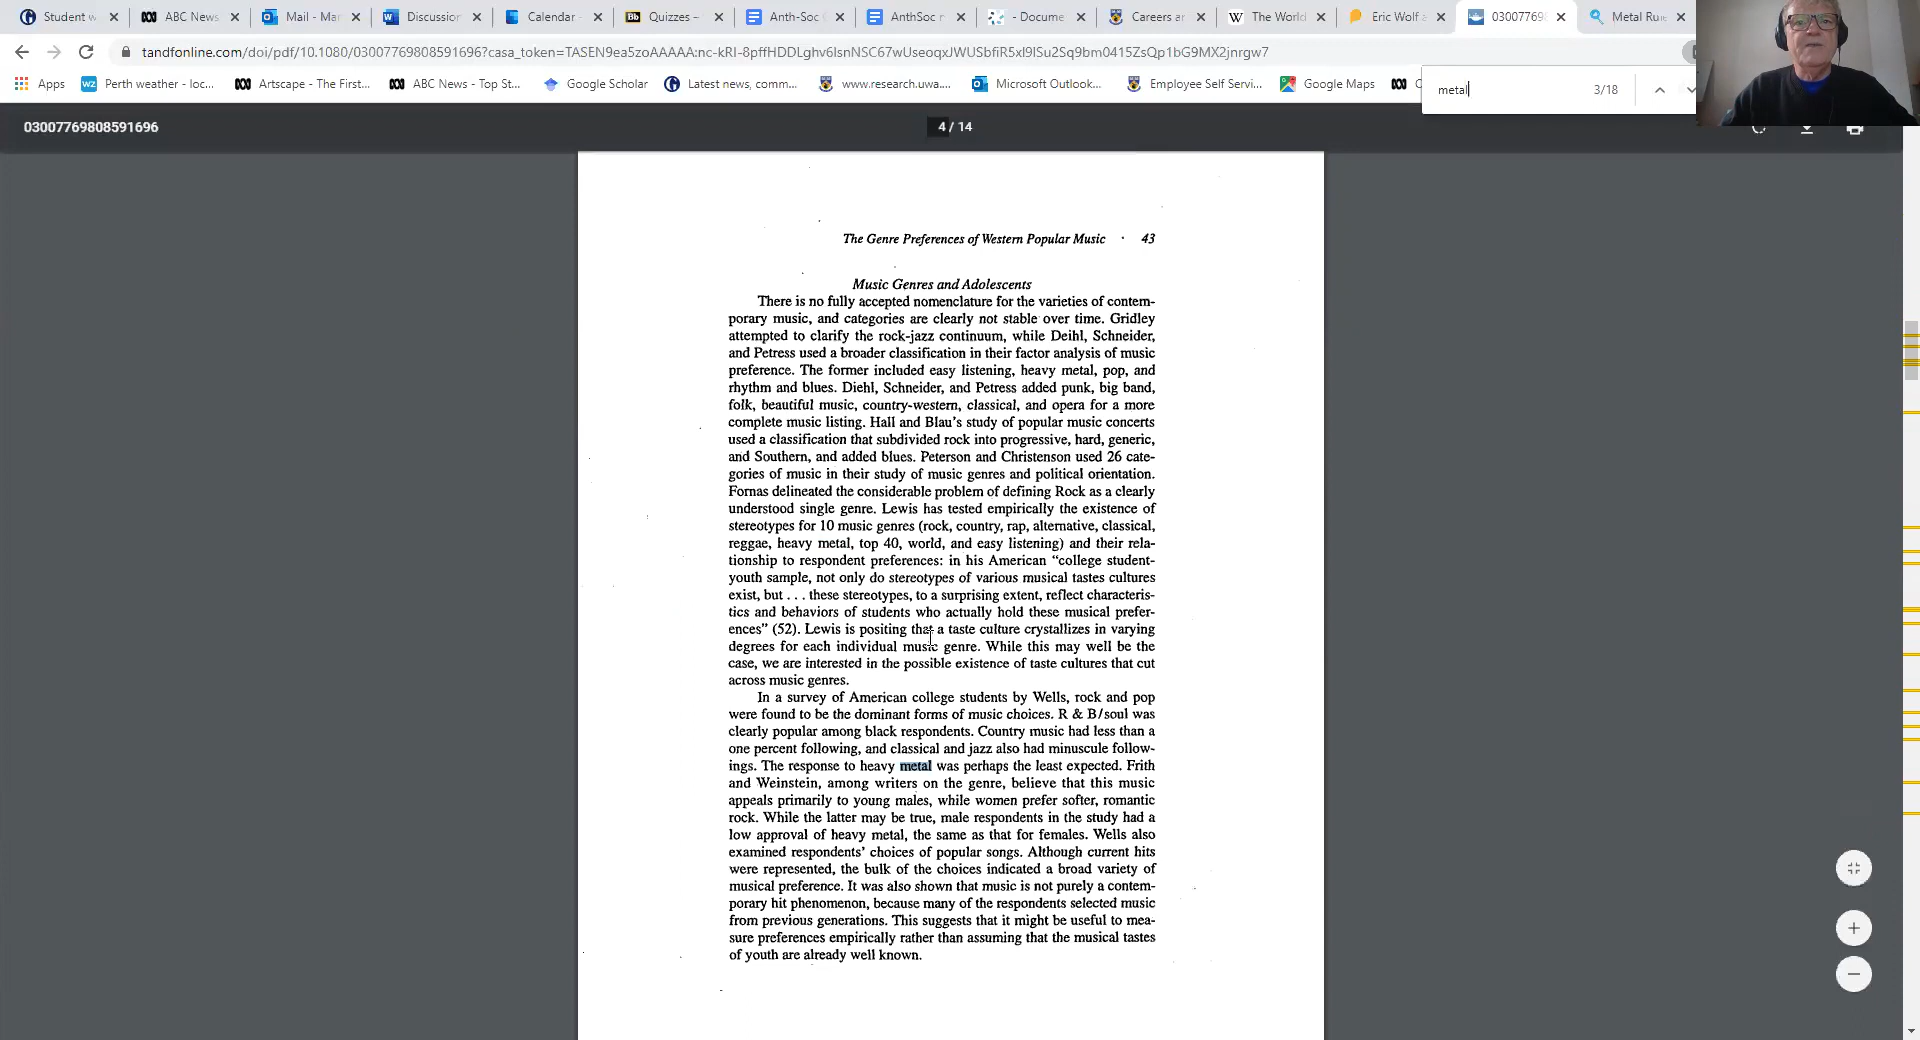 Student w
ABC News
Mail - Mar
Discussion
Calendar
Quizzes –
Anth-Soc
AnthSoc n
- Docume
Careers ar
The World
Eric Wolf a
03007769
Metal Rule
tandfonline.com/doi/pdf/10.1080/03007769808591696?casa_token=TASEN9ea5zoAAAAA:nc-kRI-8pffHDDLghv6IsnNSC67wUseoqxJWUSbfiR5xI9lSu2Sq9bm0415ZsQp1bG9MX2jnrgw7
Apps
Perth weather - loc...
Artscape - The First...
ABC News - Top St...
Google Scholar
Latest news, comm...
www.research.uwa....
Microsoft Outlook...
Employee Self Servi...
Google Maps
metal
3/18
03007769808591696
4 / 14
The Genre Preferences of Western Popular Music · 43
Music Genres and Adolescents
There is no fully accepted nomenclature for the varieties of contem-
porary music, and categories are clearly not stable over time. Gridley
attempted to clarify the rock-jazz continuum, while Deihl, Schneider,
and Petress used a broader classification in their factor analysis of music
preference. The former included easy listening, heavy metal, pop, and
rhythm and blues. Diehl, Schneider, and Petress added punk, big band,
folk, beautiful music, country-western, classical, and opera for a more
complete music listing. Hall and Blau's study of popular music concerts
used a classification that subdivided rock into progressive, hard, generic,
and Southern, and added blues. Peterson and Christenson used 26 cate-
gories of music in their study of music genres and political orientation.
Fornas delineated the considerable problem of defining Rock as a clearly
understood single genre. Lewis has tested empirically the existence of
stereotypes for 10 music genres (rock, country, rap, alternative, classical,
reggae, heavy metal, top 40, world, and easy listening) and their rela-
tionship to respondent preferences: in his American “college student-
youth sample, not only do stereotypes of various musical tastes cultures
exist, but . . . these stereotypes, to a surprising extent, reflect characteris-
tics and behaviors of students who actually hold these musical prefer-
ences” (52). Lewis is positing that a taste culture crystallizes in varying
degrees for each individual music genre. While this may well be the
case, we are interested in the possible existence of taste cultures that cut
across music genres.
In a survey of American college students by Wells, rock and pop
were found to be the dominant forms of music choices. R & B/soul was
clearly popular among black respondents. Country music had less than a
one percent following, and classical and jazz also had minuscule follow-
ings. The response to heavy metal was perhaps the least expected. Frith
and Weinstein, among writers on the genre, believe that this music
appeals primarily to young males, while women prefer softer, romantic
rock. While the latter may be true, male respondents in the study had a
low approval of heavy metal, the same as that for females. Wells also
examined respondents' choices of popular songs. Although current hits
were represented, the bulk of the choices indicated a broad variety of
musical preference. It was also shown that music is not purely a contem-
porary hit phenomenon, because many of the respondents selected music
from previous generations. This suggests that it might be useful to mea-
sure preferences empirically rather than assuming that the musical tastes
of youth are already well known.